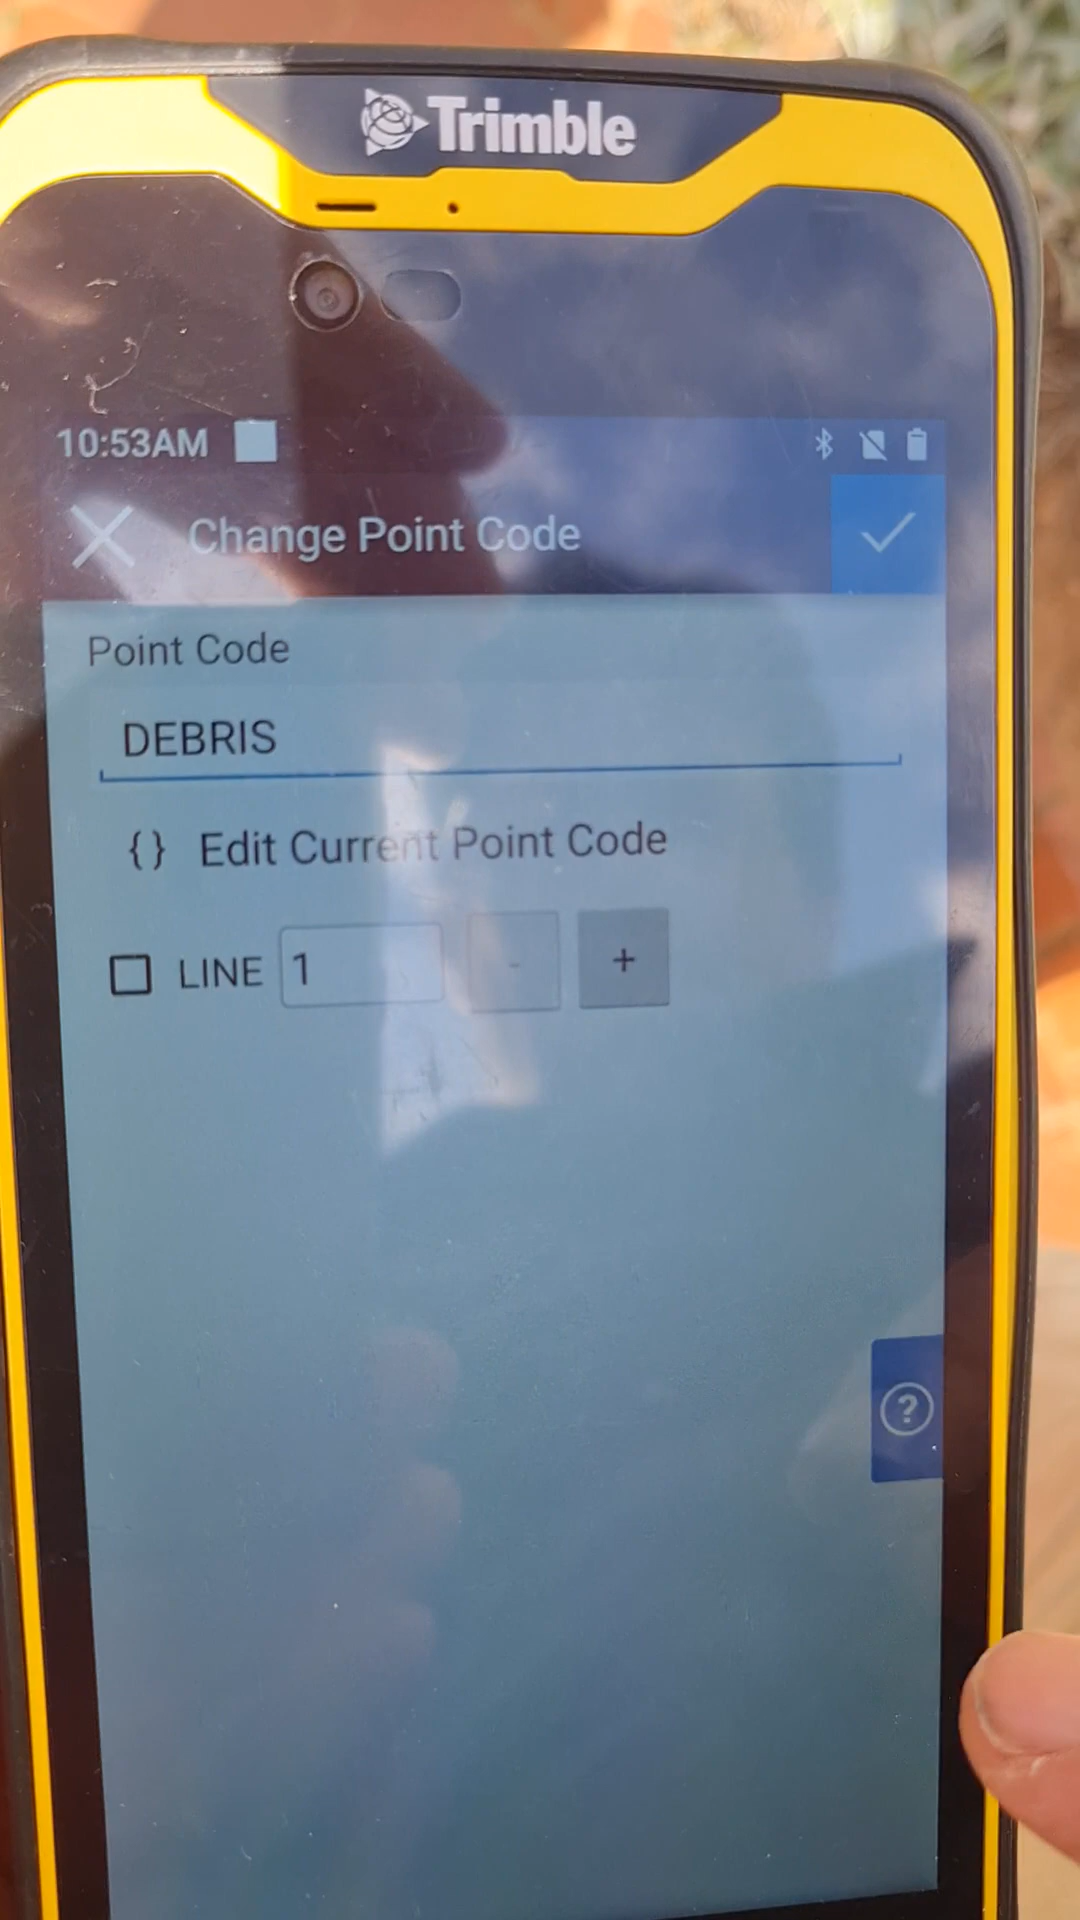 Trimble
10:53AM
Change Point Code
Point Code
DEBRIS
{} Edit Current Point Code
LINE 1 - +
?